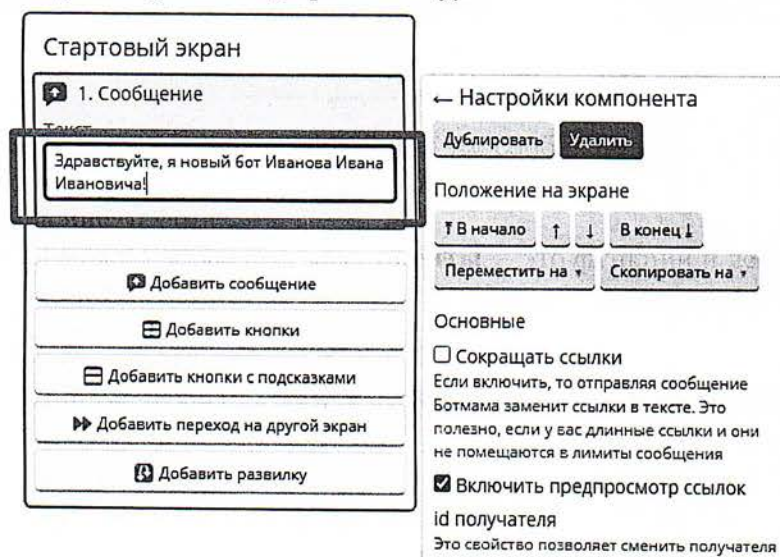 Стартовый экран
1. Сообщение
Текст
Здравствуйте, я новый бот Иванова Ивана
Ивановича!
Добавить сообщение
Добавить кнопки
Добавить кнопки с подсказками
Добавить переход на другой экран
Добавить развилку
← Настройки компонента
Дублировать Удалить
Положение на экране
В начало ↑ ↓ В конец
Переместить на Скопировать на
Основные
Сокращать ссылки
Если включить, то отправляя сообщение
Ботмама заменит ссылки в тексте. Это
полезно, если у вас длинные ссылки и они
не помещаются в лимиты сообщения
Включить предпросмотр ссылок
id получателя
Это свойство позволяет сменить получателя